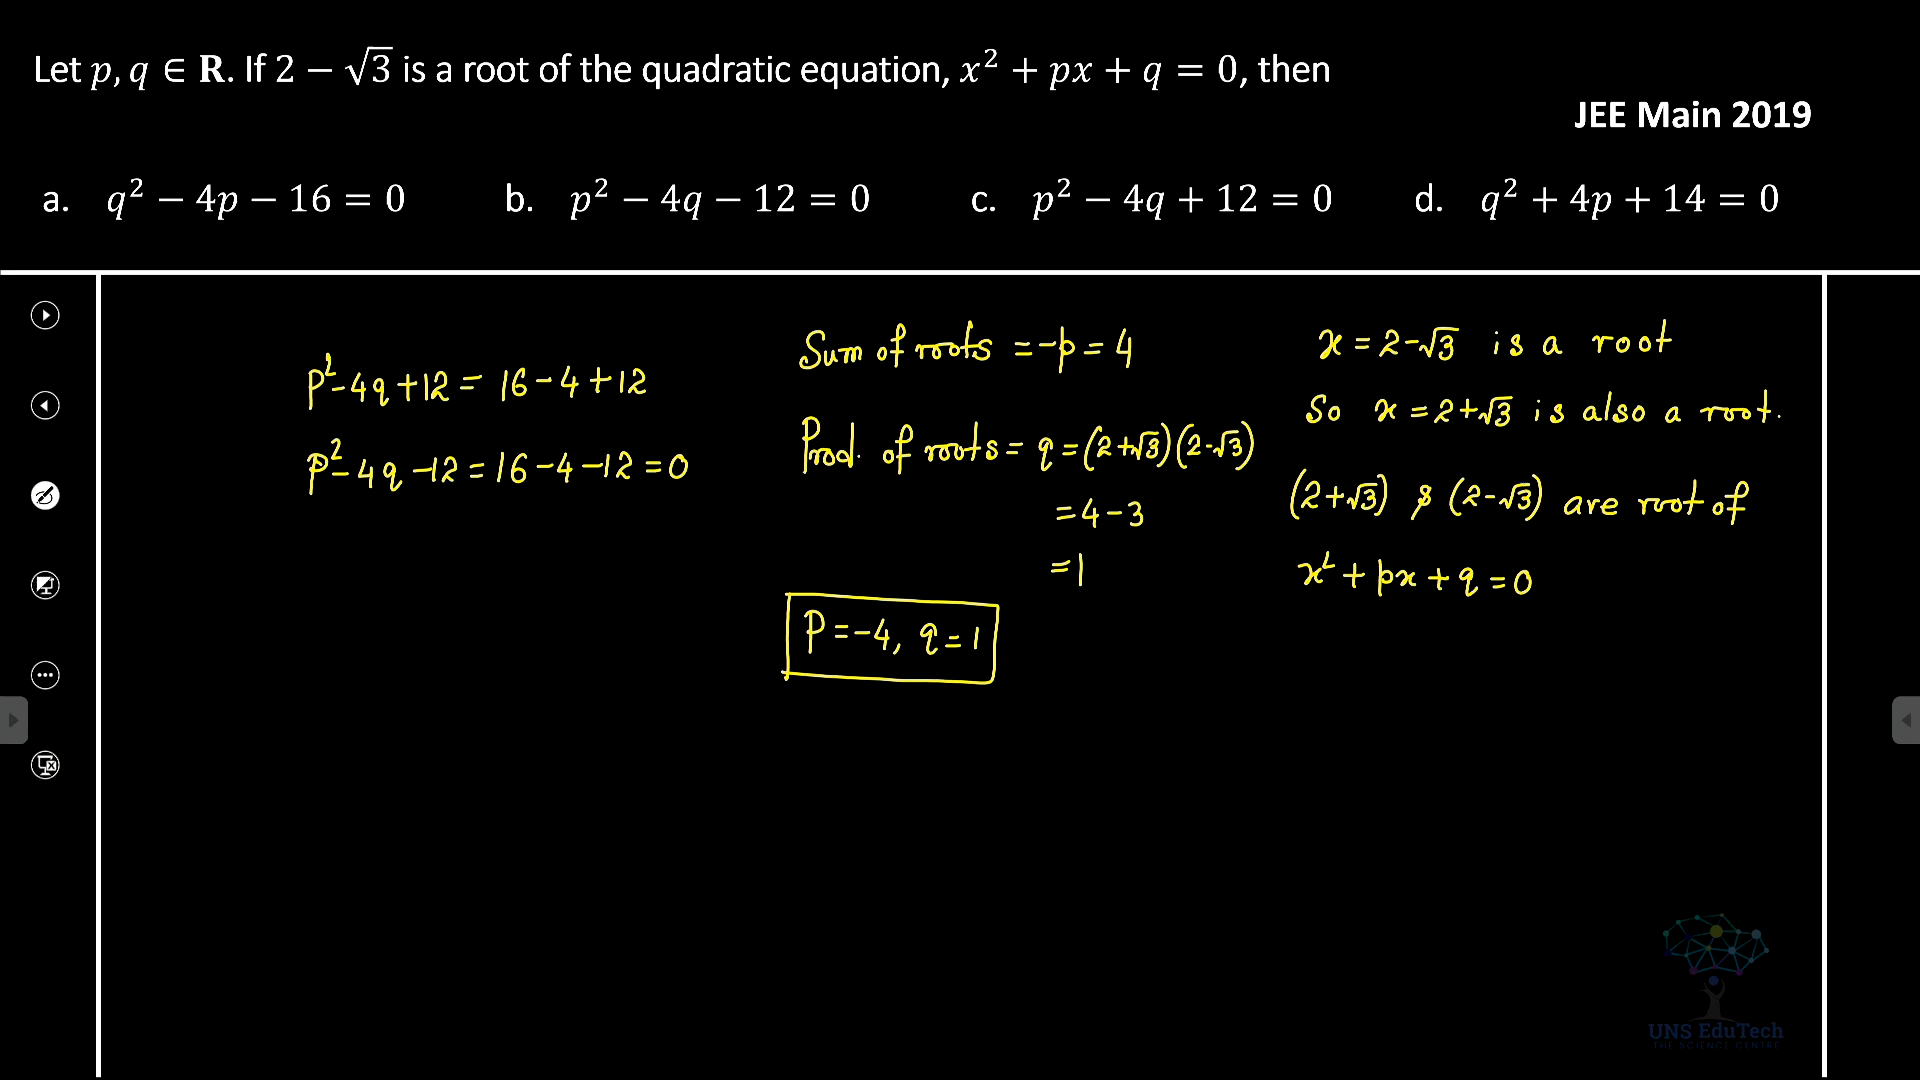 Let p, q ∈ R. If 2 − √3 is a root of the quadratic equation, x² + px + q = 0, then
JEE Main 2019
a. q² − 4p − 16 = 0 b. p² − 4q − 12 = 0 c. p² − 4q + 12 = 0 d. q² + 4p + 14 = 0
P² - 4q + 12 = 16 - 4 + 12
P² - 4q - 12 = 16 - 4 - 12 = 0
Sum of roots = -p = 4
Prod. of roots = q = (2+√3)(2-√3)
= 4 - 3
= 1
P = -4, q = 1
x = 2-√3 is a root
So x = 2+√3 is also a root.
(2+√3) & (2-√3) are root of
x² + px + q = 0
UNS EduTech
THE SCIENCE CENTRE